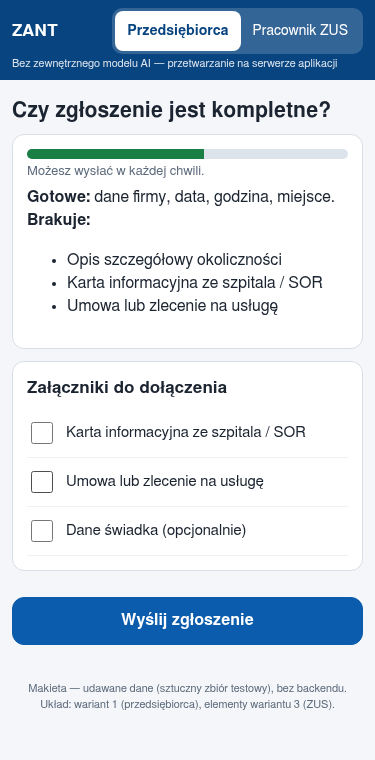 ZANT
Przedsiębiorca
Pracownik ZUS
Bez zewnętrznego modelu AI — przetwarzanie na serwerze aplikacji
Czy zgłoszenie jest kompletne?
Możesz wysłać w każdej chwili.
Gotowe: dane firmy, data, godzina, miejsce.
Brakuje:
• Opis szczegółowy okoliczności
• Karta informacyjna ze szpitala / SOR
• Umowa lub zlecenie na usługę
Załączniki do dołączenia
Karta informacyjna ze szpitala / SOR
Umowa lub zlecenie na usługę
Dane świadka (opcjonalnie)
Wyślij zgłoszenie
Makieta — udawane dane (sztuczny zbiór testowy), bez backendu.
Układ: wariant 1 (przedsiębiorca), elementy wariantu 3 (ZUS).